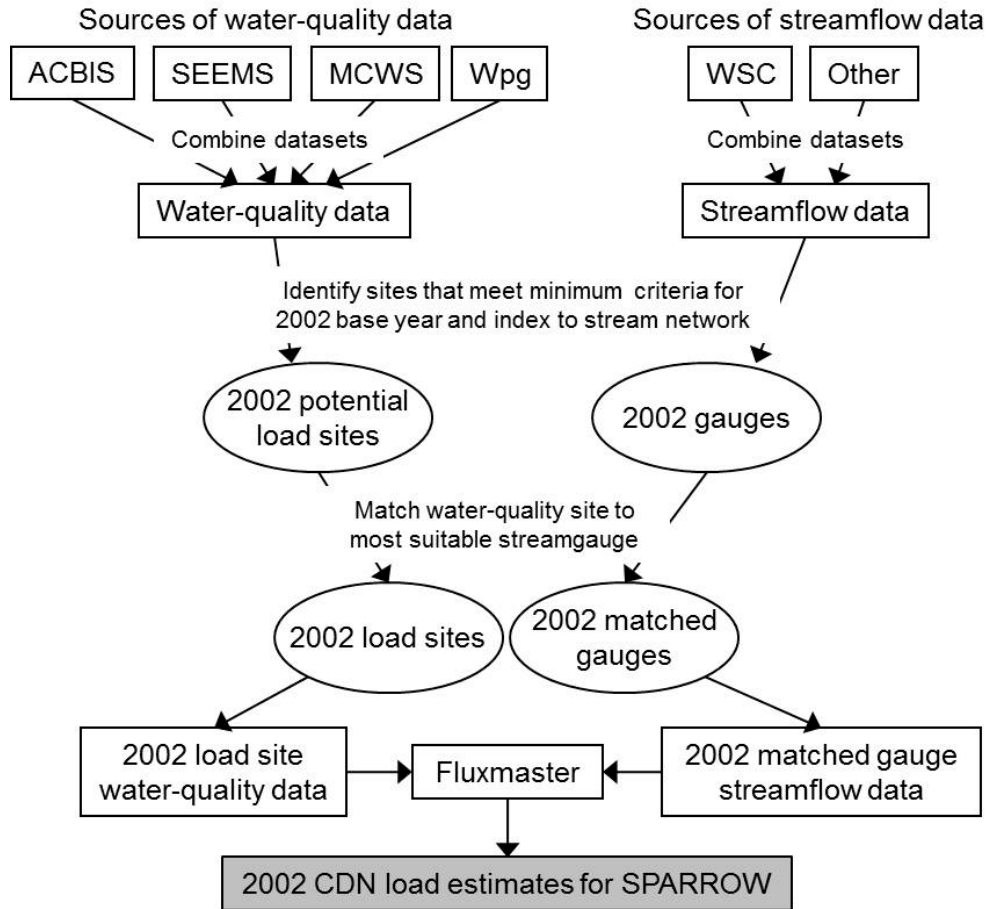 Sources of water-quality data
Sources of streamflow data
ACBIS
SEEMS
MCWS
Wpg
WSC
Other
Combine datasets
Combine datasets
Water-quality data
Streamflow data
Identify sites that meet minimum criteria for
2002 base year and index to stream network
2002 potential
load sites
2002 gauges
Match water-quality site to
most suitable streamgauge
2002 load sites
2002 matched
gauges
2002 load site
water-quality data
Fluxmaster
2002 matched gauge
streamflow data
2002 CDN load estimates for SPARROW